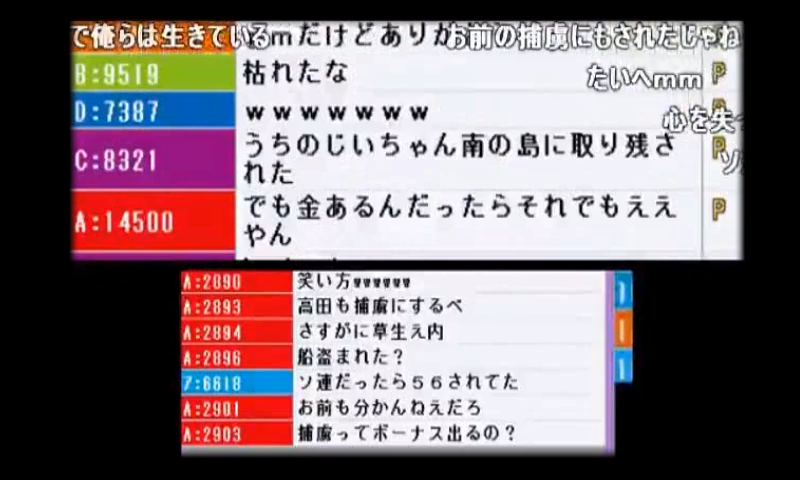 で俺らは生きている
mだけどありが
お前の捕虜にもされたじゃね
B:9519
枯れたな
たいへmm
P
D:7387
wwwwwww
心を失っ
C:8321
うちのじいちゃん南の島に取り残さ
れた
P
ソ
A:14500
でも金あるんだったらそれでもええ
やん
P
A:2890
笑い方wwwwww
A:2893
高田も捕虜にするべ
A:2894
さすがに草生え内
A:2896
船盗まれた?
7:6618
ソ連だったら56されてた
A:2901
お前も分かんねえだろ
A:2903
捕虜ってボーナス出るの?